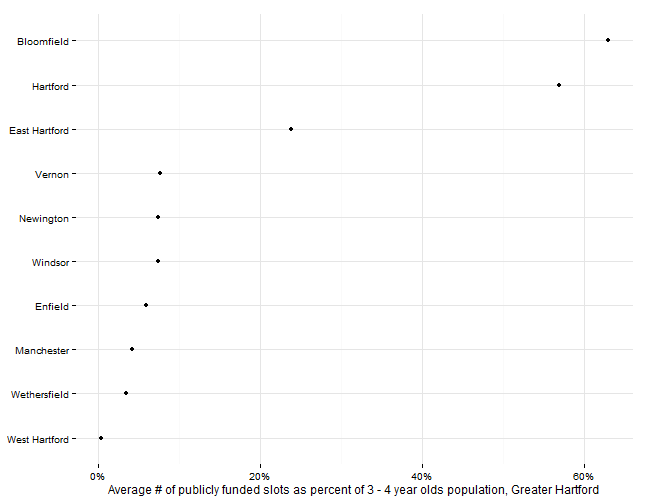 Bloomfield
Hartford
East Hartford
Vernon
Newington
Windsor
Enfield
Manchester
Wethersfield
West Hartford
0% 20% 40% 60%
Average # of publicly funded slots as percent of 3 - 4 year olds population, Greater Hartford